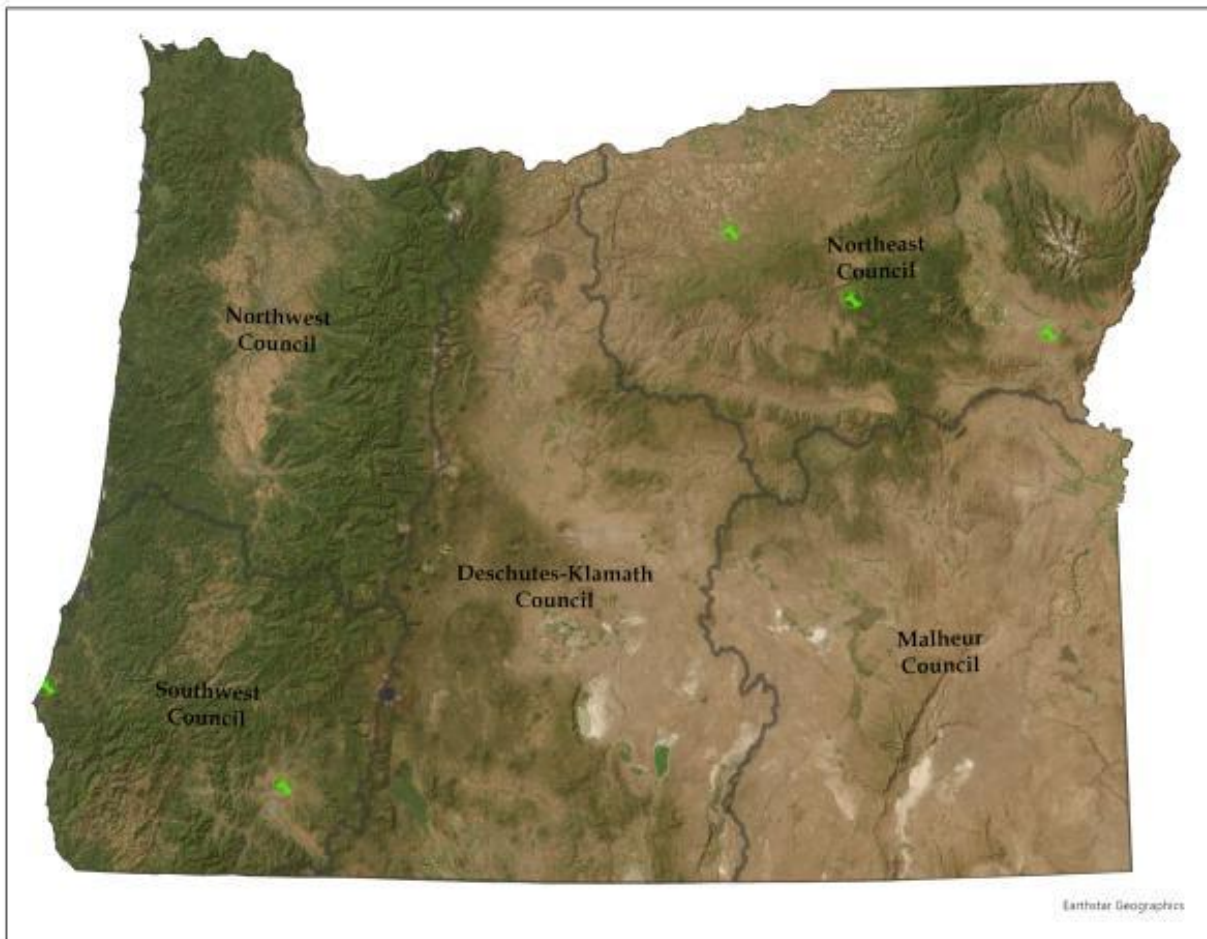 Northeast
Council
Northwest
Council
Deschutes-Klamath
Council
Malheur
Council
Southwest
Council
Earthstar Geographics